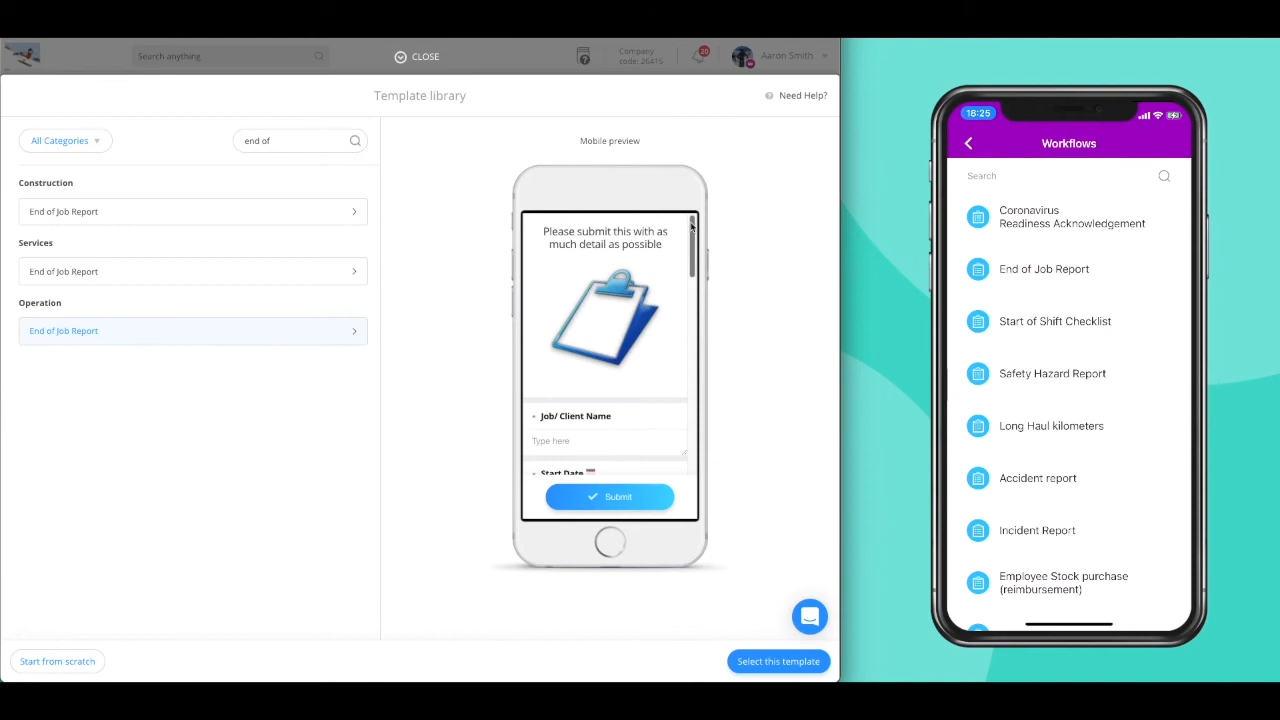 Search anything
CLOSE
Company
code: 26415
20
Aaron Smith
Template library
Need Help?
All Categories
end of
Mobile preview
Construction
End of Job Report
Services
End of Job Report
Operation
End of Job Report
Please submit this with as
much detail as possible
Job/ Client Name
Type here
Start Date
Submit
Start from scratch
Select this template
18:25
Workflows
Search
Coronavirus
Readiness Acknowledgement
End of Job Report
Start of Shift Checklist
Safety Hazard Report
Long Haul kilometers
Accident report
Incident Report
Employee Stock purchase
(reimbursement)